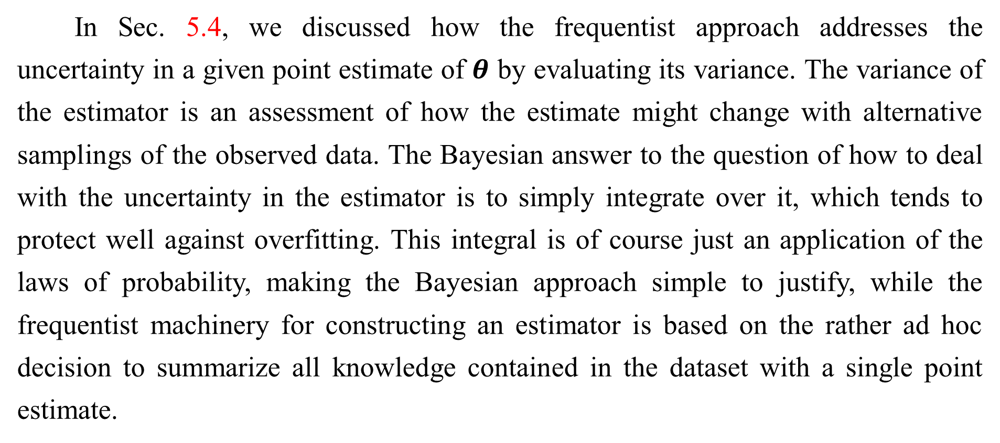 In Sec. 5.4, we discussed how the frequentist approach addresses the
uncertainty in a given point estimate of θ by evaluating its variance. The variance of
the estimator is an assessment of how the estimate might change with alternative
samplings of the observed data. The Bayesian answer to the question of how to deal
with the uncertainty in the estimator is to simply integrate over it, which tends to
protect well against overfitting. This integral is of course just an application of the
laws of probability, making the Bayesian approach simple to justify, while the
frequentist machinery for constructing an estimator is based on the rather ad hoc
decision to summarize all knowledge contained in the dataset with a single point
estimate.